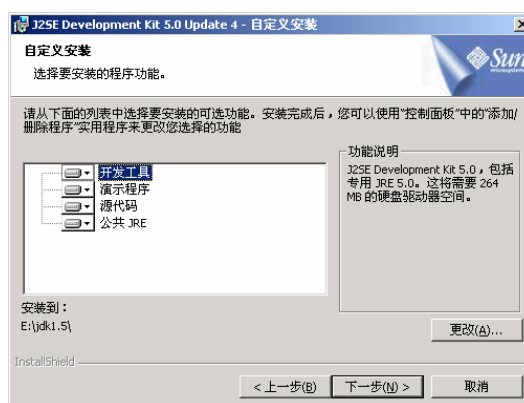 J2SE Development Kit 5.0 Update 4 - 自定义安装
自定义安装
选择要安装的程序功能。
Sun
microsystems
请从下面的列表中选择要安装的可选功能。安装完成后，您可以使用“控制面板”中的“添加/
删除程序”实用程序来更改您选择的功能
开发工具
演示程序
源代码
公共 JRE
功能说明
J2SE Development Kit 5.0，包括
专用 JRE 5.0。这将需要 264
MB 的硬盘驱动器空间。
安装到：
E:\jdk1.5\
更改(A)...
InstallShield
< 上一步(B)
下一步(N) >
取消